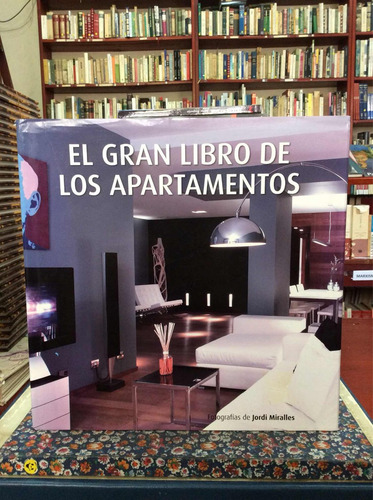 EL GRAN LIBRO DE
LOS APARTAMENTOS
Fotografías de Jordi Miralles